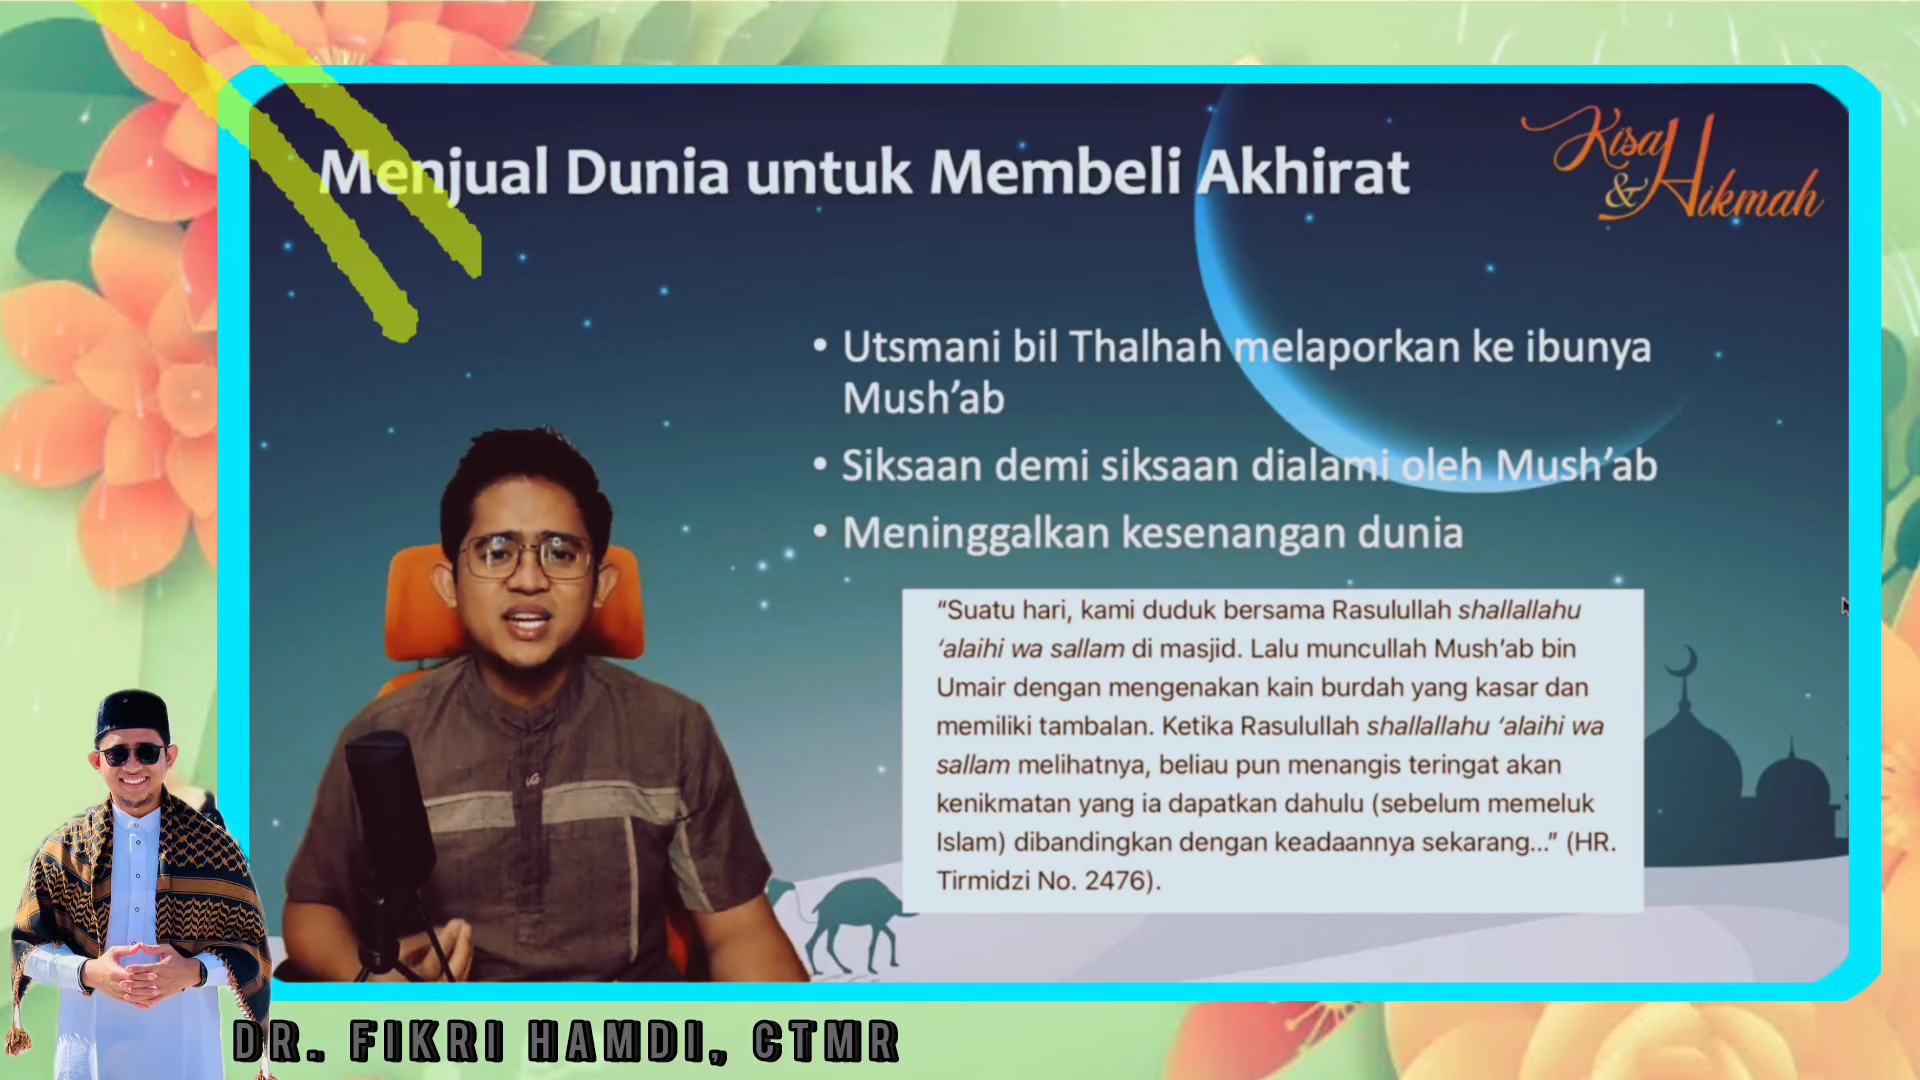 Menjual Dunia untuk Membeli Akhirat
Kisah
& Hikmah
• Utsmani bil Thalhah melaporkan ke ibunya
Mush’ab
• Siksaan demi siksaan dialami oleh Mush’ab
• Meninggalkan kesenangan dunia
“Suatu hari, kami duduk bersama Rasulullah shallallahu
‘alaihi wa sallam di masjid. Lalu muncullah Mush’ab bin
Umair dengan mengenakan kain burdah yang kasar dan
memiliki tambalan. Ketika Rasulullah shallallahu ‘alaihi wa
sallam melihatnya, beliau pun menangis teringat akan
kenikmatan yang ia dapatkan dahulu (sebelum memeluk
Islam) dibandingkan dengan keadaannya sekarang...” (HR.
Tirmidzi No. 2476).
DR. FIKRI HAMDI, CTMR